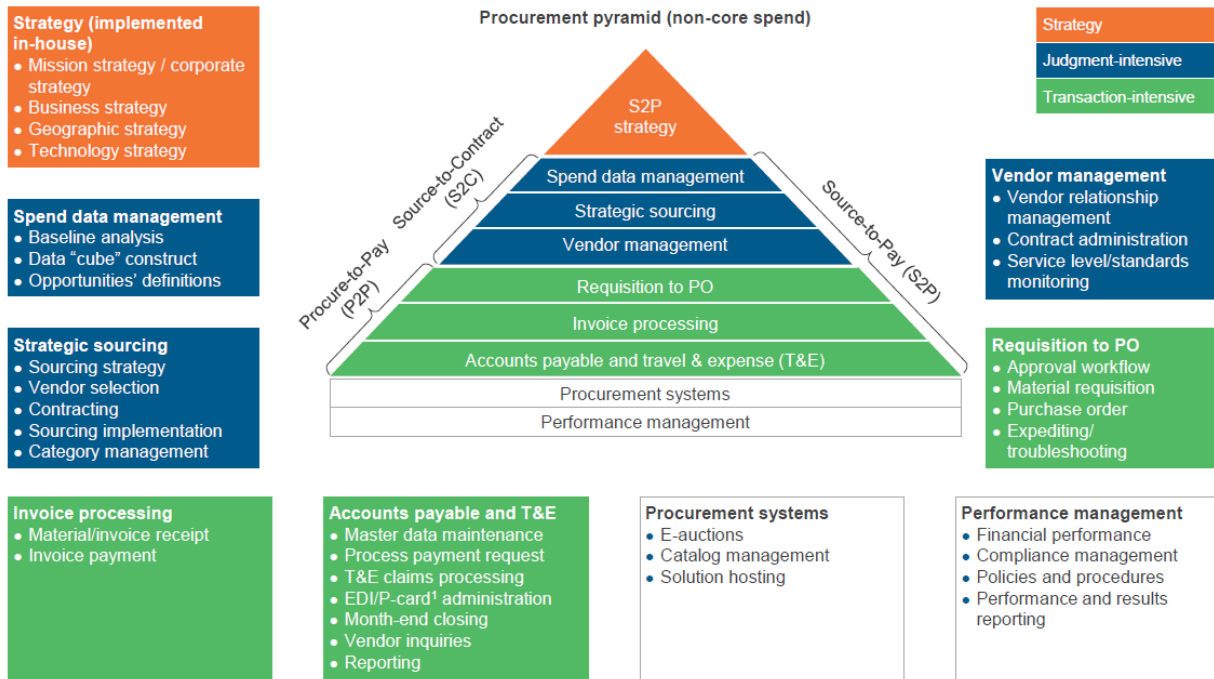 Procurement pyramid (non-core spend)
Strategy (implemented
in-house)
● Mission strategy / corporate
strategy
● Business strategy
● Geographic strategy
● Technology strategy
Spend data management
● Baseline analysis
● Data “cube” construct
● Opportunities’ definitions
Strategic sourcing
● Sourcing strategy
● Vendor selection
● Contracting
● Sourcing implementation
● Category management
Source-to-Contract
(S2C)
Procure-to-Pay
(P2P)
S2P
strategy
Spend data management
Strategic sourcing
Vendor management
Requisition to PO
Invoice processing
Accounts payable and travel & expense (T&E)
Procurement systems
Performance management
Source-to-Pay (S2P)
Strategy
Judgment-intensive
Transaction-intensive
Vendor management
● Vendor relationship
management
● Contract administration
● Service level/standards
monitoring
Requisition to PO
● Approval workflow
● Material requisition
● Purchase order
● Expediting/
troubleshooting
Invoice processing
● Material/invoice receipt
● Invoice payment
Accounts payable and T&E
● Master data maintenance
● Process payment request
● T&E claims processing
● EDI/P-card¹ administration
● Month-end closing
● Vendor inquiries
● Reporting
Procurement systems
● E-auctions
● Catalog management
● Solution hosting
Performance management
● Financial performance
● Compliance management
● Policies and procedures
● Performance and results
reporting